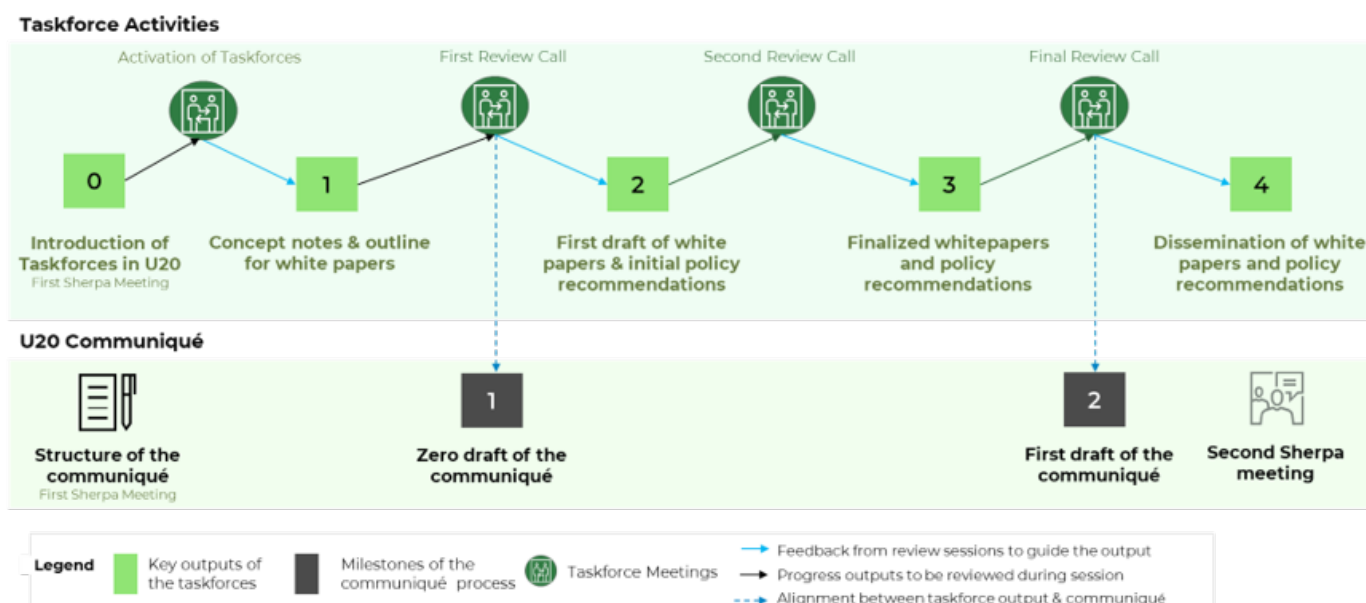 Taskforce Activities
Activation of Taskforces
First Review Call
Second Review Call
Final Review Call
0
1
2
3
4
Introduction of
Taskforces in U20
First Sherpa Meeting
Concept notes & outline
for white papers
First draft of white
papers & initial policy
recommendations
Finalized whitepapers
and policy
recommendations
Dissemination of white
papers and policy
recommendations
U20 Communiqué
1
2
Structure of the
communiqué
First Sherpa Meeting
Zero draft of the
communiqué
First draft of the
communiqué
Second Sherpa
meeting
Legend
Key outputs of
the taskforces
Milestones of the
communiqué process
Taskforce Meetings
Feedback from review sessions to guide the output
Progress outputs to be reviewed during session
Alignment between taskforce output & communiqué